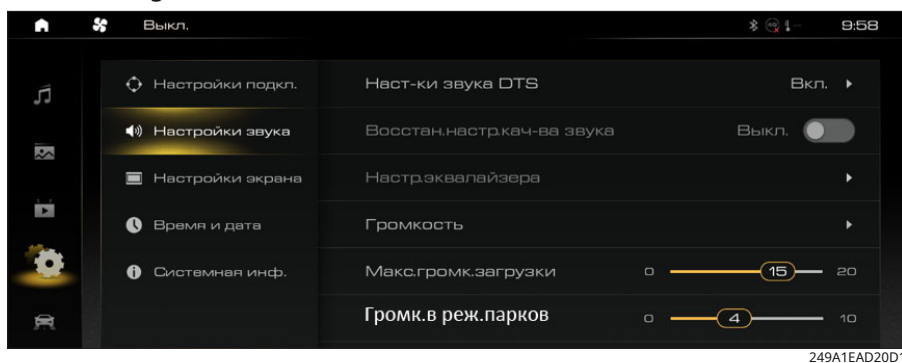 Выкл.
9:58
Настройки подкл.
Наст-ки звука DTS
Вкл.
Настройки звука
Восстан.настр.кач-ва звука
Выкл.
Настройки экрана
Настр.эквалайзера
Время и дата
Громкость
Системная инф.
Макс.громк.загрузки
0 15 20
Громк.в реж.парков
0 4 10
249A1EAD20D1